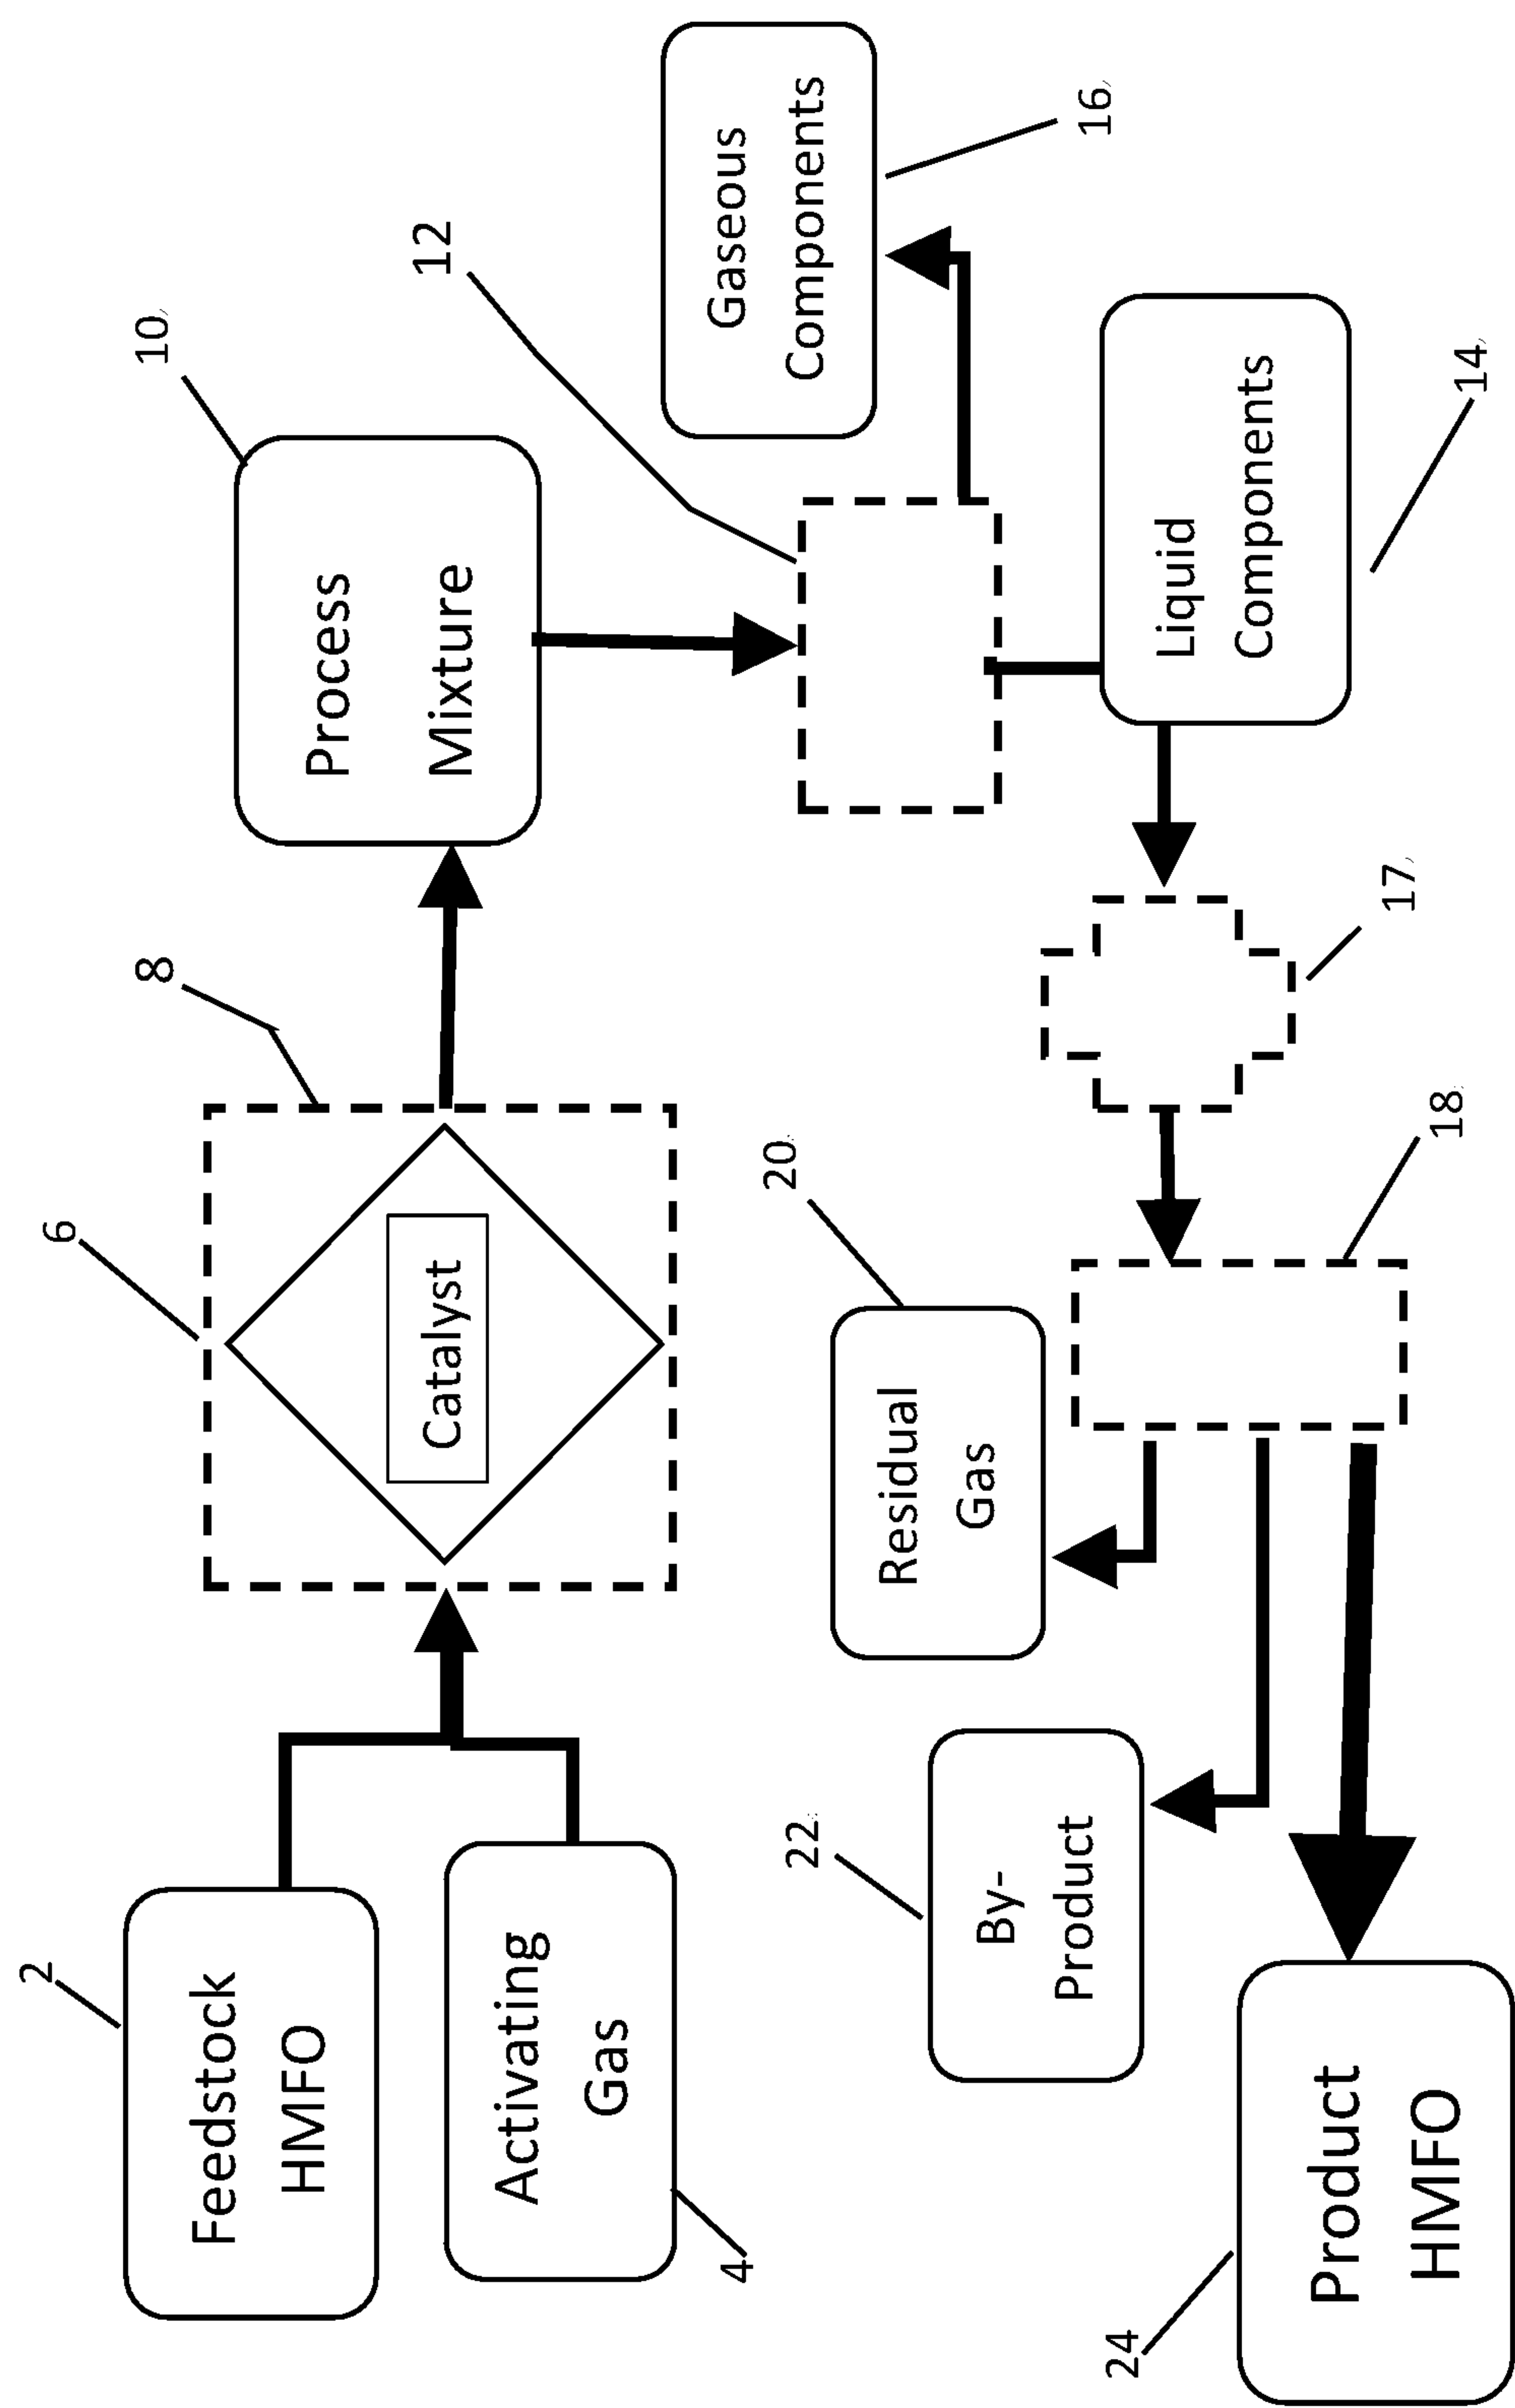 6
8
10
2
Feedstock
HMFO
Catalyst
Process
Mixture
12
4
Activating
Gas
Gaseous
Components
16
20
Residual
Gas
22
By-
Product
Liquid
Components
14
17
18
24
Product
HMFO